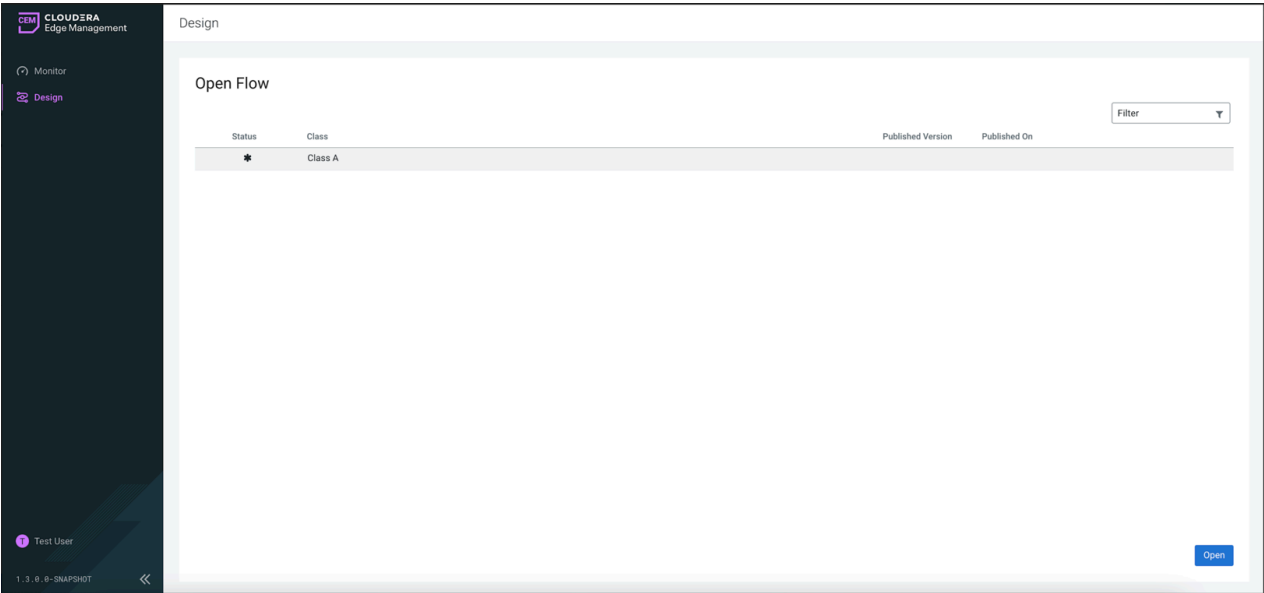 CEM CLOUDERA
Edge Management
Design
Monitor
Design
Open Flow
Filter
Status Class Published Version Published On
* Class A
T Test User
Open
1.3.0.0-SNAPSHOT